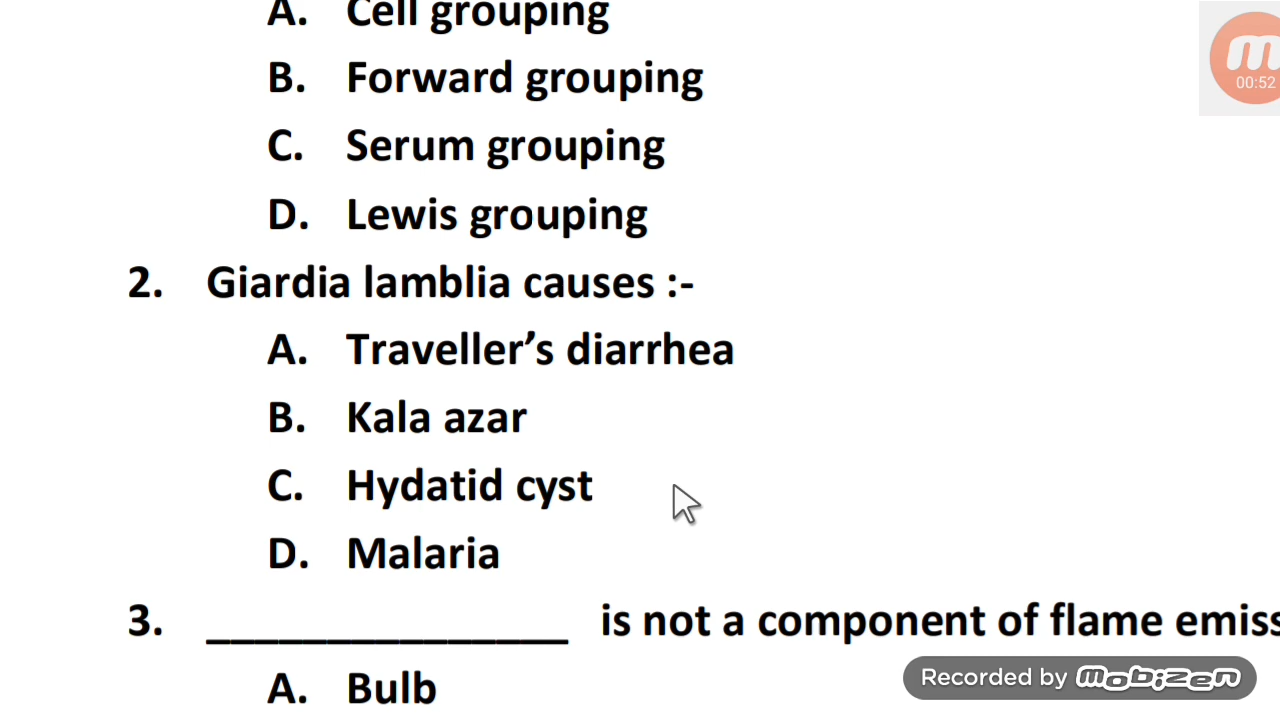 A. Cell grouping
00:52
B. Forward grouping
C. Serum grouping
D. Lewis grouping
2. Giardia lamblia causes :-
A. Traveller’s diarrhea
B. Kala azar
C. Hydatid cyst
D. Malaria
3. _______________ is not a component of flame emiss
Recorded by mobizen
A. Bulb